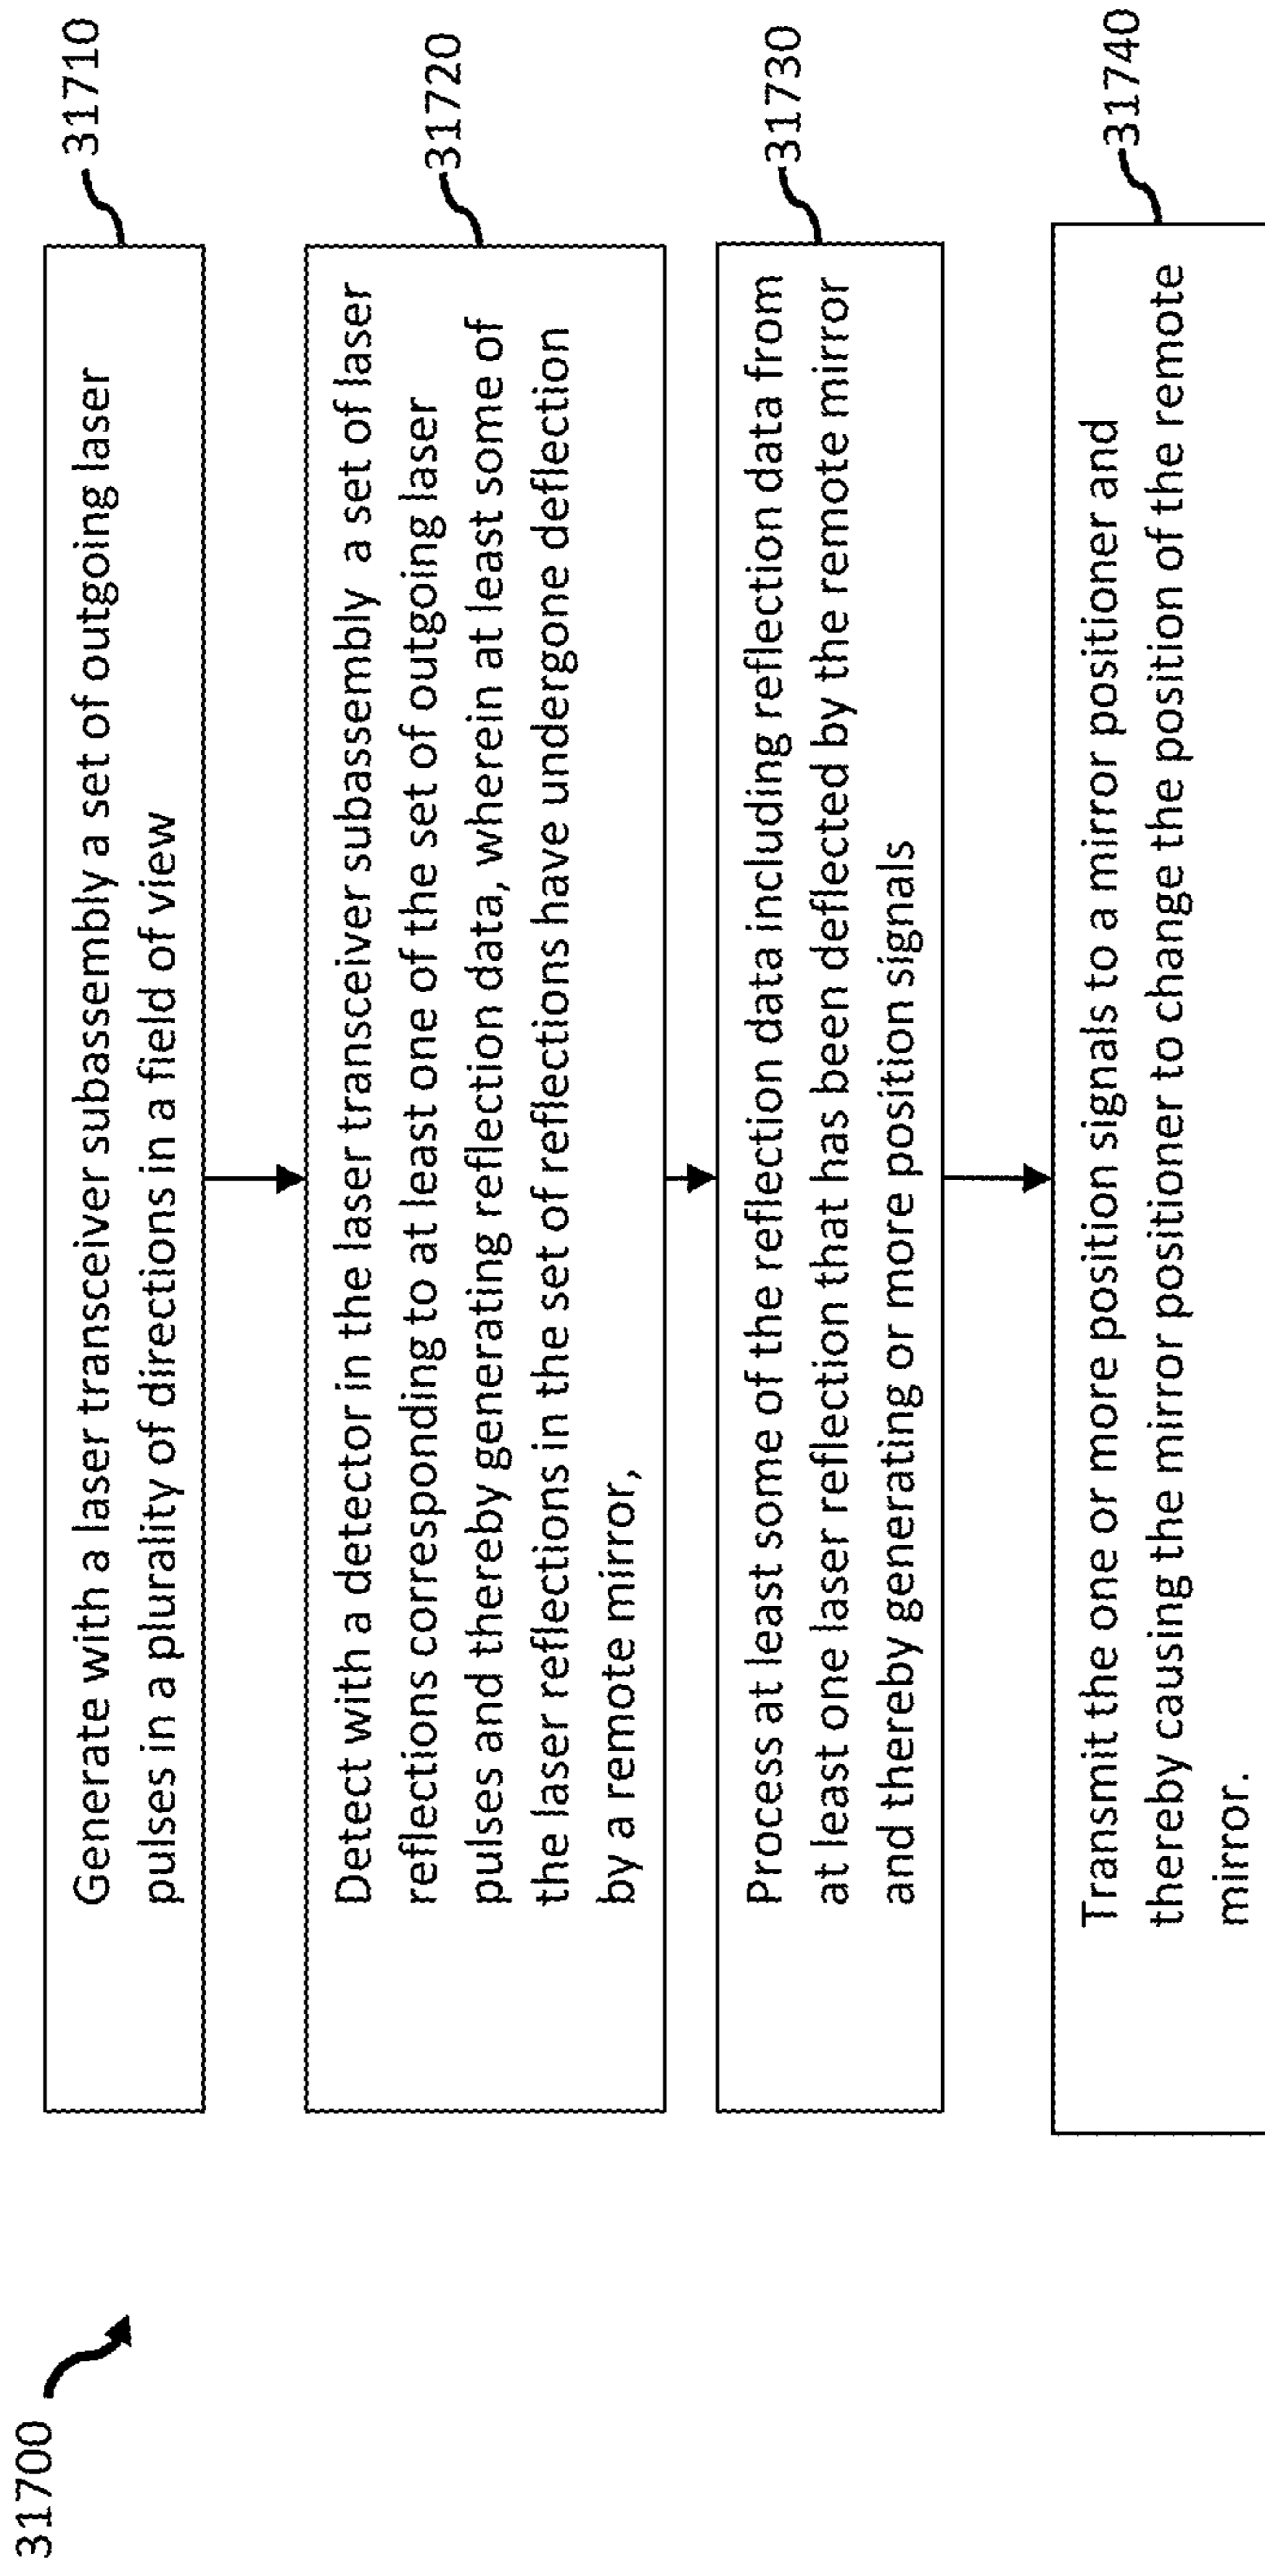 31700
31710
Generate with a laser transceiver subassembly a set of outgoing laser
pulses in a plurality of directions in a field of view
31720
Detect with a detector in the laser transceiver subassembly a set of laser
reflections corresponding to at least one of the set of outgoing laser
pulses and thereby generating reflection data, wherein at least some of
the laser reflections in the set of reflections have undergone deflection
by a remote mirror,
31730
Process at least some of the reflection data including reflection data from
at least one laser reflection that has been deflected by the remote mirror
and thereby generating or more position signals
31740
Transmit the one or more position signals to a mirror positioner and
thereby causing the mirror positioner to change the position of the remote
mirror.